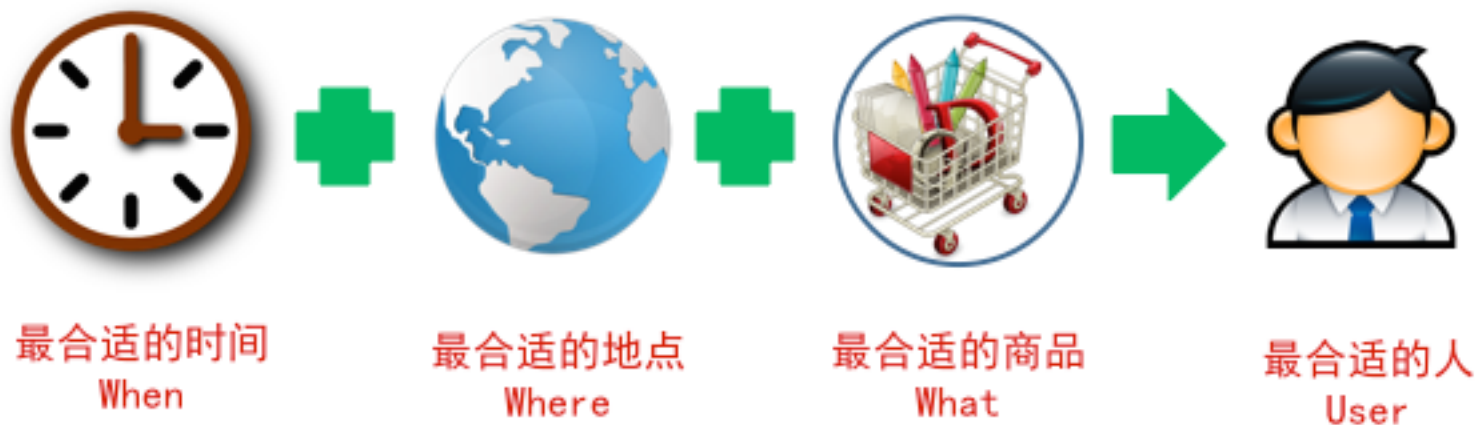 最合适的时间
When
最合适的地点
Where
最合适的商品
What
最合适的人
User